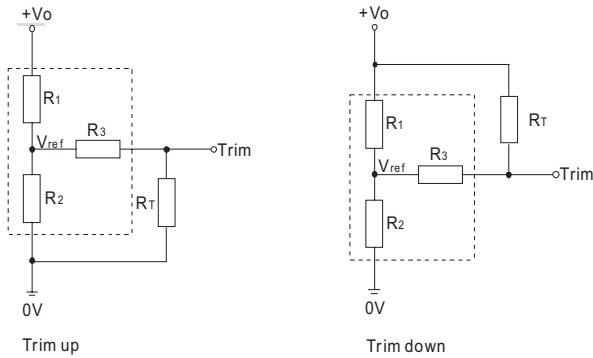 +Vo
R1
Vref
R3
Trim
R2
RT
0V
Trim up
+Vo
R1
RT
Vref
R3
Trim
R2
0V
Trim down